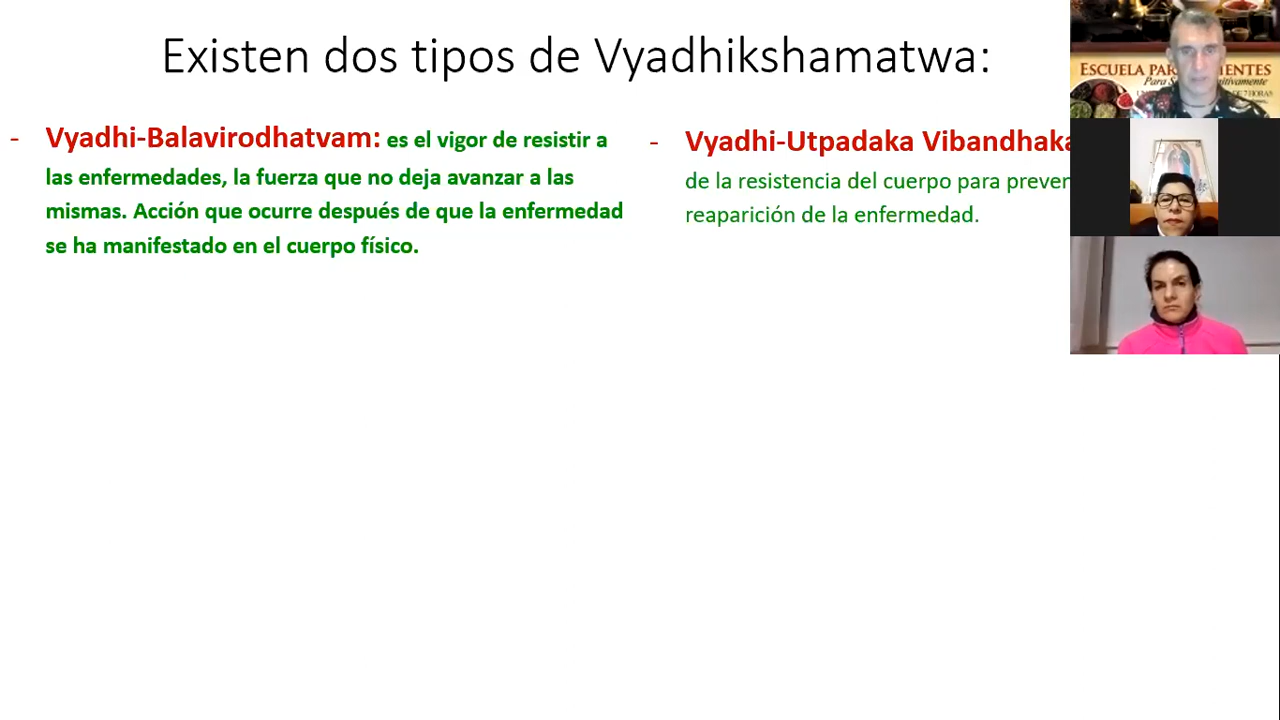 Existen dos tipos de Vyadhikshamatwa:
- Vyadhi-Balavirodhatvam: es el vigor de resistir a
las enfermedades, la fuerza que no deja avanzar a las
mismas. Acción que ocurre después de que la enfermedad
se ha manifestado en el cuerpo físico.
- Vyadhi-Utpadaka
de la resistencia del cuerpo para
reaparición de la enfermedad.
ESCUELA
Para